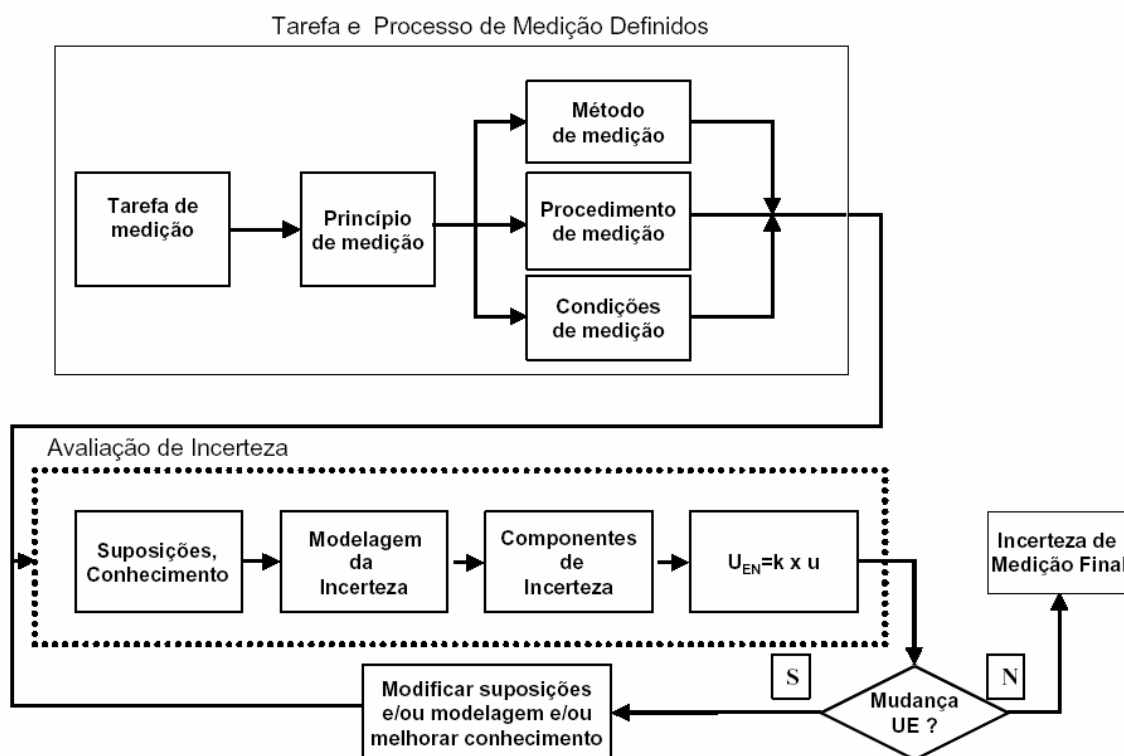 Tarefa e Processo de Medição Definidos
Método
de medição
Tarefa de
medição
Princípio
de medição
Procedimento
de medição
Condições
de medição
Avaliação de Incerteza
Suposições,
Conhecimento
Modelagem
da
Incerteza
Componentes
de
Incerteza
U_EN=k x u
Incerteza de
Medição Final
S
N
Mudança
UE ?
Modificar suposições
e/ou modelagem e/ou
melhorar conhecimento